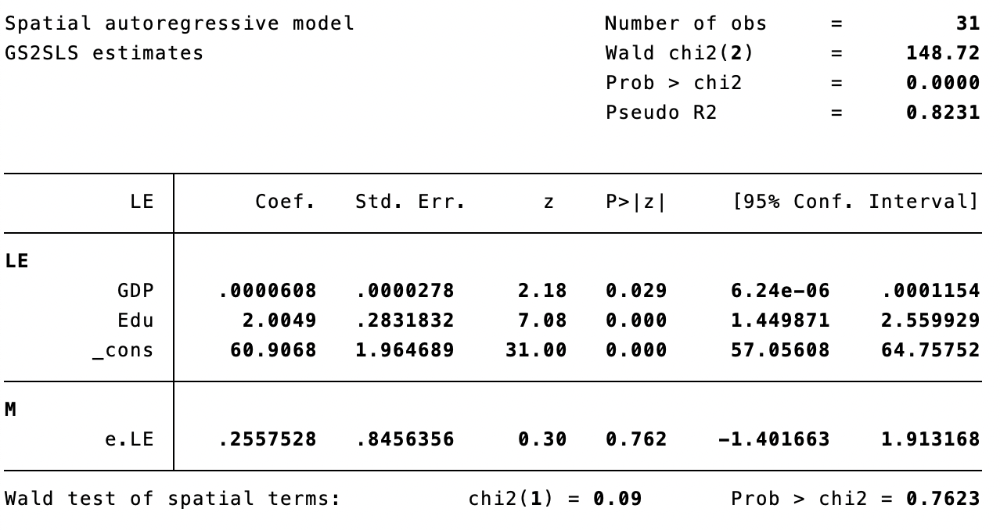 Spatial autoregressive model Number of obs = 31
GS2SLS estimates Wald chi2(2) = 148.72
Prob > chi2 = 0.0000
Pseudo R2 = 0.8231
LE Coef. Std. Err. z P>|z| [95% Conf. Interval]
LE
GDP .0000608 .0000278 2.18 0.029 6.24e-06 .0001154
Edu 2.0049 .2831832 7.08 0.000 1.449871 2.559929
_cons 60.9068 1.964689 31.00 0.000 57.05608 64.75752
M
e.LE .2557528 .8456356 0.30 0.762 -1.401663 1.913168
Wald test of spatial terms: chi2(1) = 0.09 Prob > chi2 = 0.7623